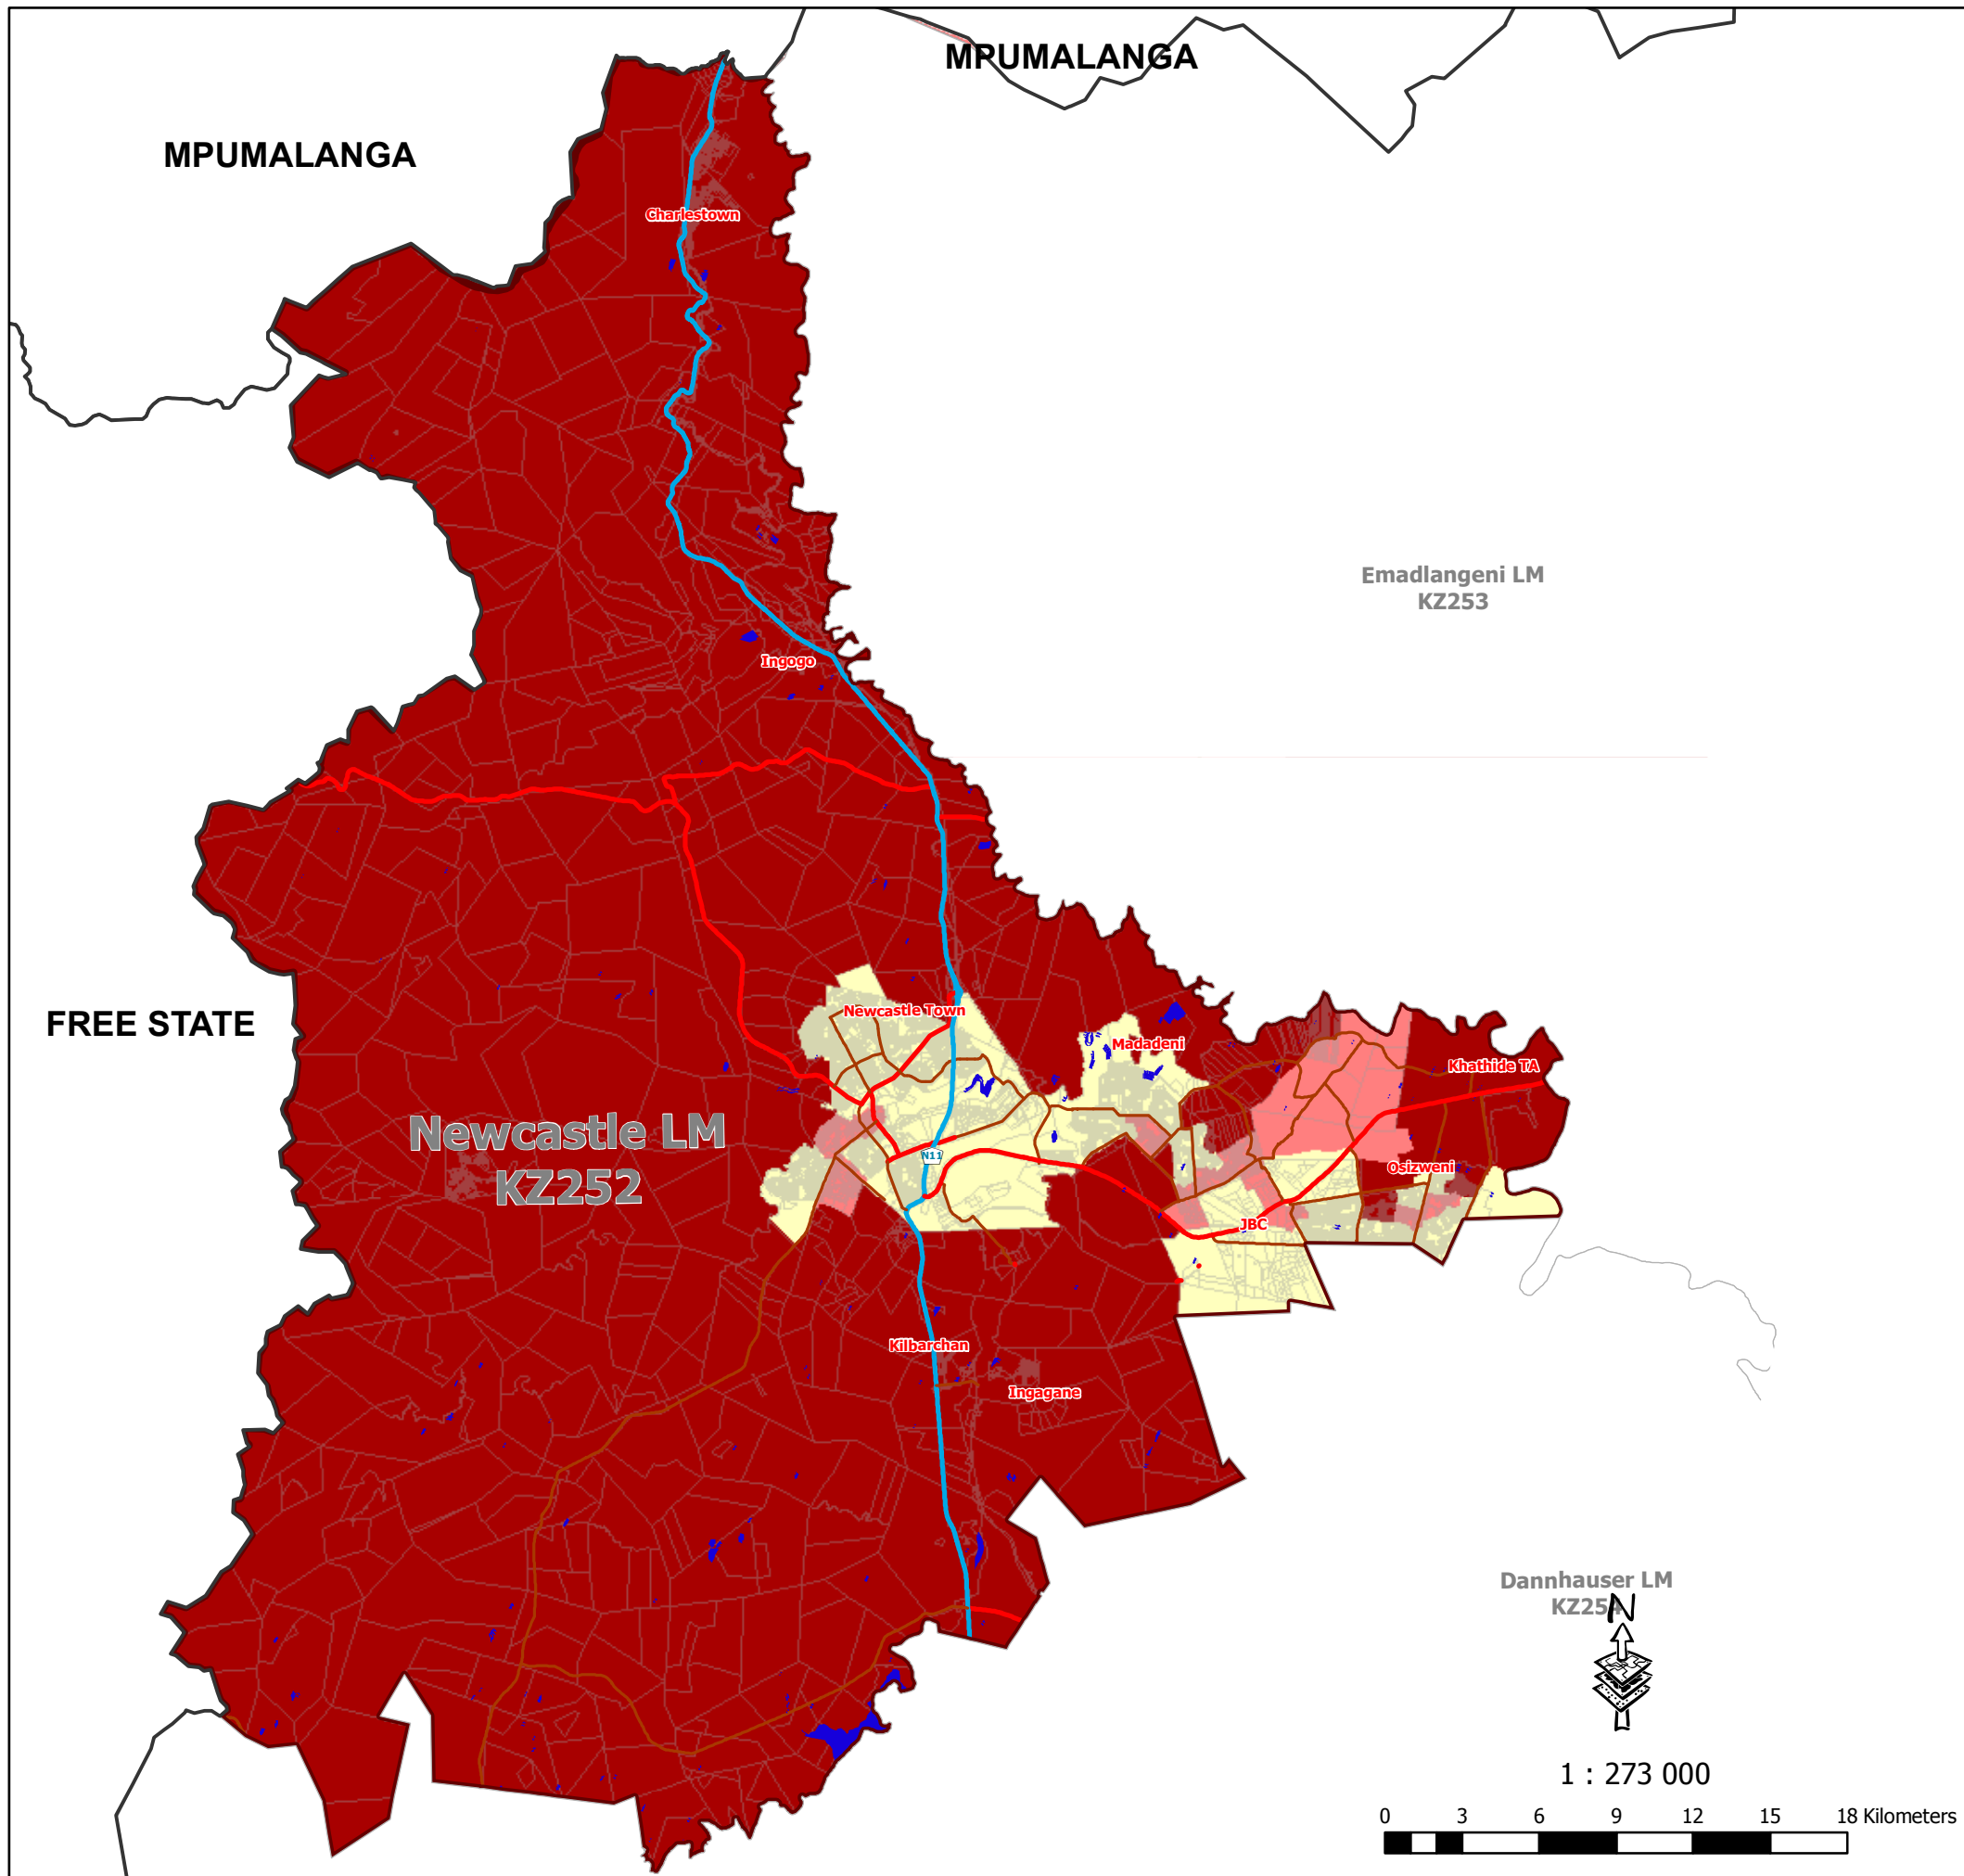 MPUMALANGA
MPUMALANGA
Charlestown
Emadlangeni LM
KZ253
Ingogo
Newcastle Town
FREE STATE
Madadeni
Khathide TA
Newcastle LM
KZ252
N11
Osizweni
JBC
Kilbarchan
Ingagane
Dannhauser LM
KZ254
N
1 : 273 000
0 3 6 9 12 15 18 Kilometers